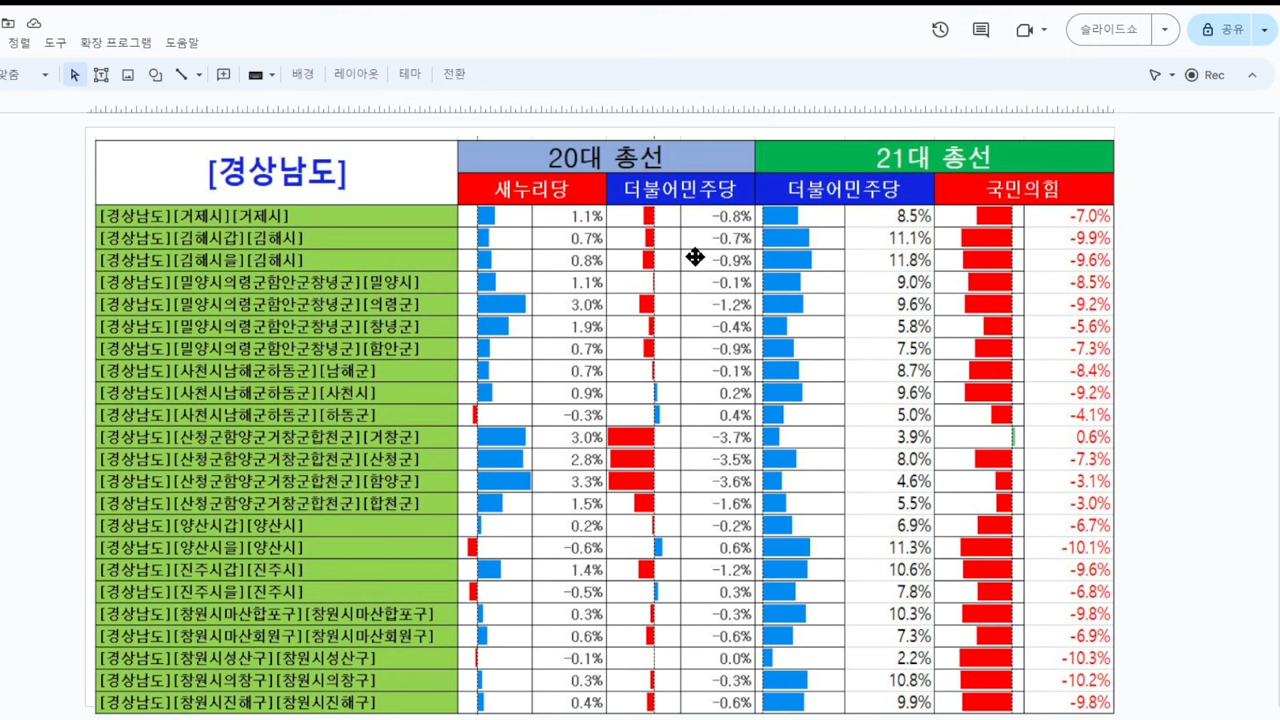 정렬 도구 확장 프로그램 도움말
슬라이드쇼
공유
맞춤
배경 레이아웃 테마 전환
Rec
[경상남도] 20대 총선 21대 총선
새누리당 더불어민주당 더불어민주당 국민의힘
[경상남도][거제시][거제시] 1.1% -0.8% 8.5% -7.0%
[경상남도][김해시갑][김해시] 0.7% -0.7% 11.1% -9.9%
[경상남도][김해시을][김해시] 0.8% -0.9% 11.8% -9.6%
[경상남도][밀양시의령군함안군창녕군][밀양시] 1.1% -0.1% 9.0% -8.5%
[경상남도][밀양시의령군함안군창녕군][의령군] 3.0% -1.2% 9.6% -9.2%
[경상남도][밀양시의령군함안군창녕군][창녕군] 1.9% -0.4% 5.8% -5.6%
[경상남도][밀양시의령군함안군창녕군][함안군] 0.7% -0.9% 7.5% -7.3%
[경상남도][사천시남해군하동군][남해군] 0.7% -0.1% 8.7% -8.4%
[경상남도][사천시남해군하동군][사천시] 0.9% 0.2% 9.6% -9.2%
[경상남도][사천시남해군하동군][하동군] -0.3% 0.4% 5.0% -4.1%
[경상남도][산청군함양군거창군합천군][거창군] 3.0% -3.7% 3.9% 0.6%
[경상남도][산청군함양군거창군합천군][산청군] 2.8% -3.5% 8.0% -7.3%
[경상남도][산청군함양군거창군합천군][함양군] 3.3% -3.6% 4.6% -3.1%
[경상남도][산청군함양군거창군합천군][합천군] 1.5% -1.6% 5.5% -3.0%
[경상남도][양산시갑][양산시] 0.2% -0.2% 6.9% -6.7%
[경상남도][양산시을][양산시] -0.6% 0.6% 11.3% -10.1%
[경상남도][진주시갑][진주시] 1.4% -1.2% 10.6% -9.6%
[경상남도][진주시을][진주시] -0.5% 0.3% 7.8% -6.8%
[경상남도][창원시마산합포구][창원시마산합포구] 0.3% -0.3% 10.3% -9.8%
[경상남도][창원시마산회원구][창원시마산회원구] 0.6% -0.6% 7.3% -6.9%
[경상남도][창원시성산구][창원시성산구] -0.1% 0.0% 2.2% -10.3%
[경상남도][창원시의창구][창원시의창구] 0.3% -0.3% 10.8% -10.2%
[경상남도][창원시진해구][창원시진해구] 0.4% -0.6% 9.9% -9.8%